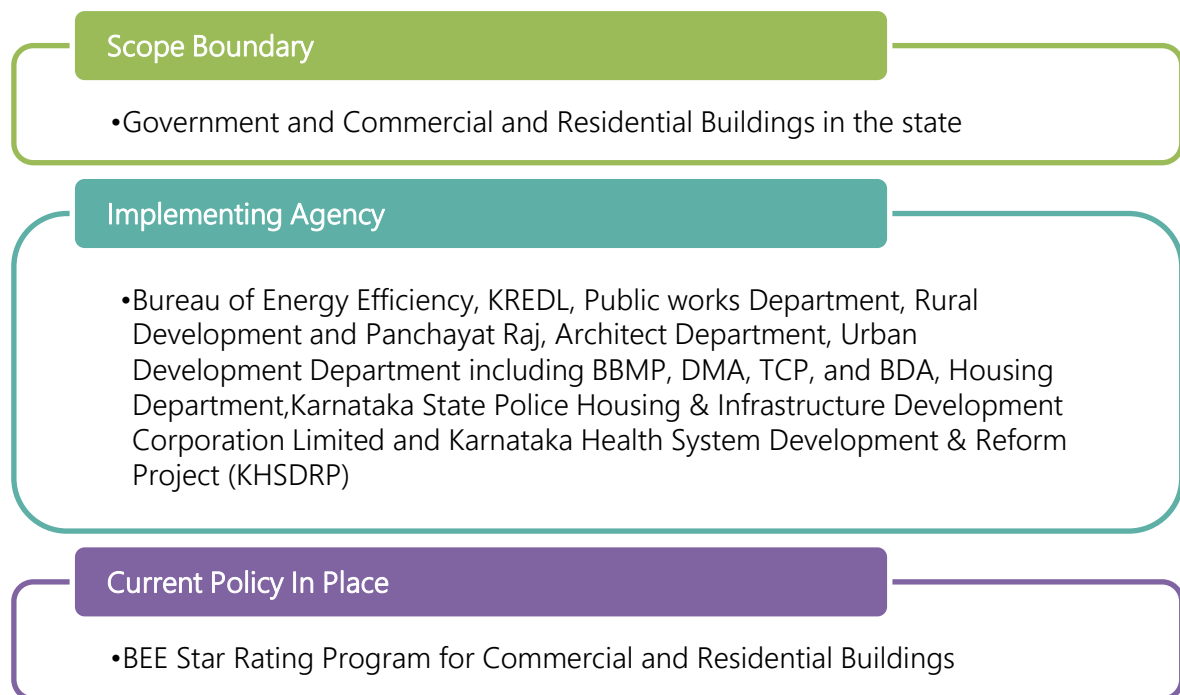 Scope Boundary
•Government and Commercial and Residential Buildings in the state
Implementing Agency
•Bureau of Energy Efficiency, KREDL, Public works Department, Rural
Development and Panchayat Raj, Architect Department, Urban
Development Department including BBMP, DMA, TCP, and BDA, Housing
Department,Karnataka State Police Housing & Infrastructure Development
Corporation Limited and Karnataka Health System Development & Reform
Project (KHSDRP)
Current Policy In Place
•BEE Star Rating Program for Commercial and Residential Buildings